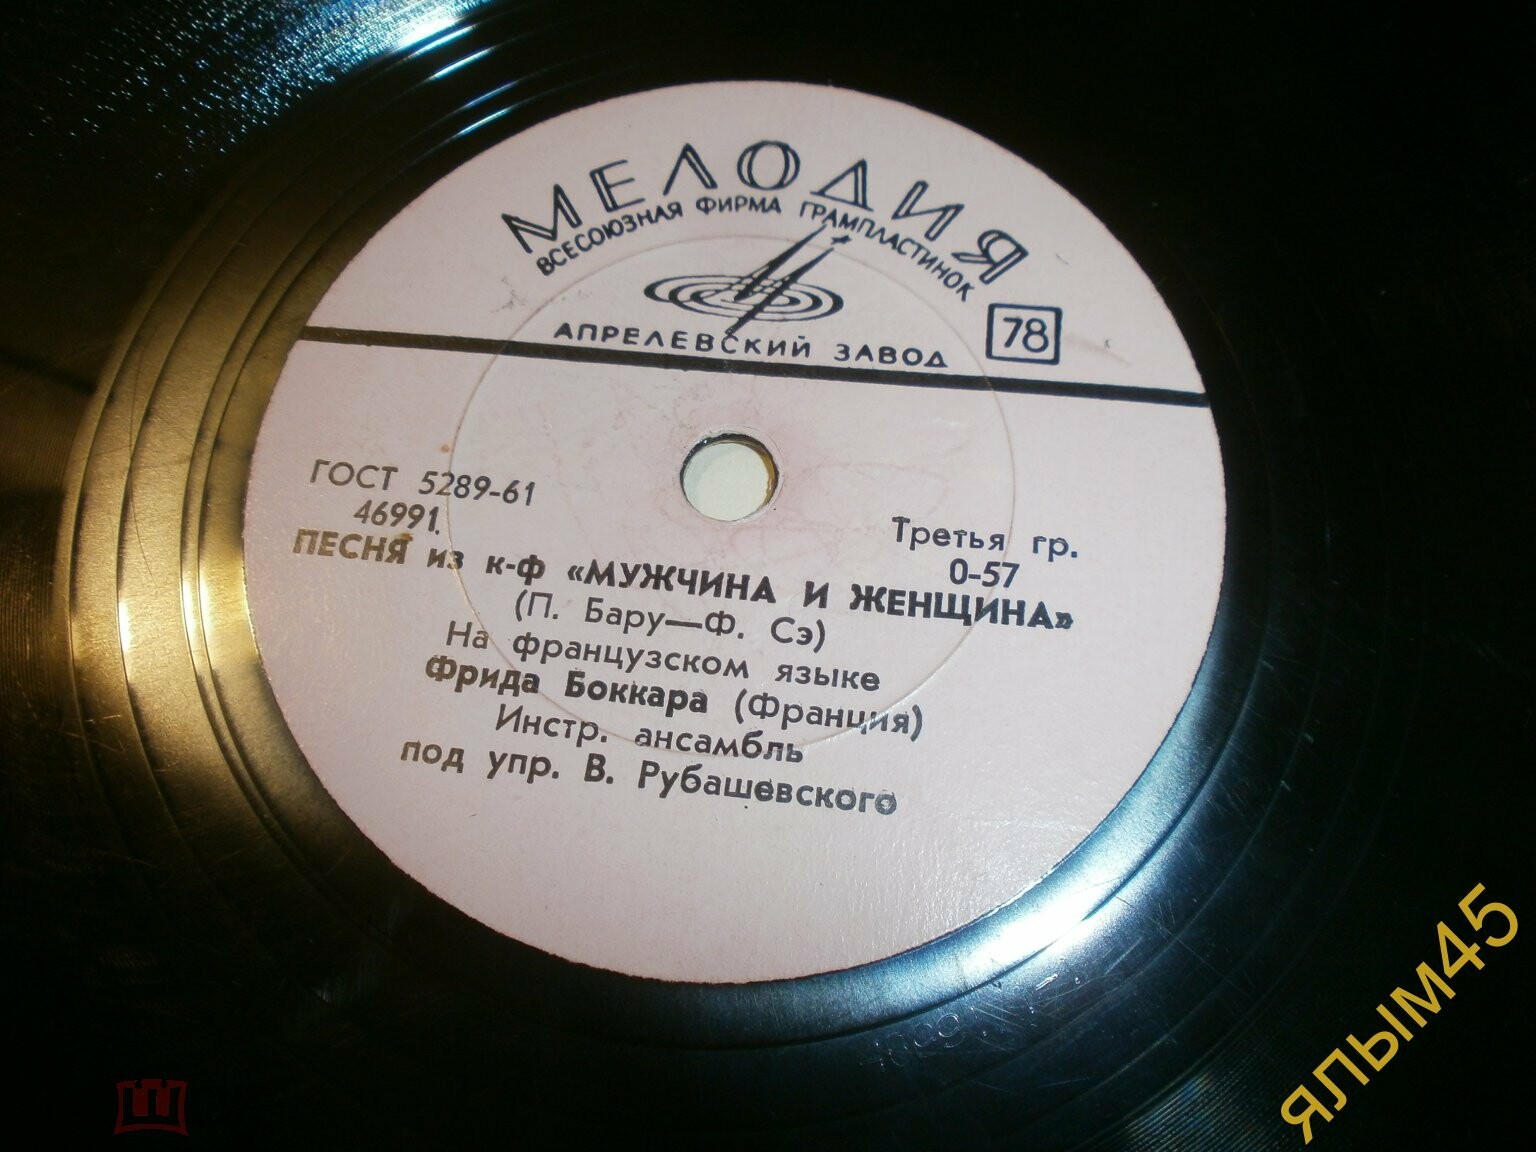 МЕЛОДИЯ
ВСЕСОЮЗНАЯ ФИРМА ГРАМПЛАСТИНОК
АПРЕЛЕВСКИЙ ЗАВОД
78
ГОСТ 5289-61
46991.
Третья гр.
0-57
ПЕСНЯ из к-ф «МУЖЧИНА И ЖЕНЩИНА»
(П. Бару—Ф. Сэ)
На французском языке
Фрида Боккара (Франция)
Инстр. ансамбль
под упр. В. Рубашевского
ЯЛЫМ45